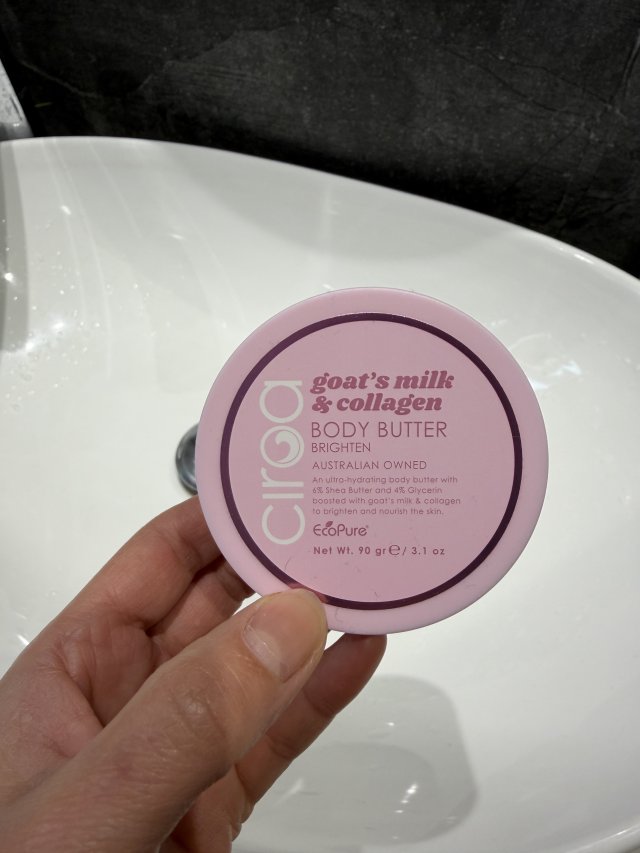 ciroa
goat's milk
& collagen
BODY BUTTER
BRIGHTEN
AUSTRALIAN OWNED
An ultra-hydrating body butter with
6% Shea Butter and 4% Glycerin
boosted with goat's milk & collagen
to brighten and nourish the skin.
EcoPure®
Net Wt. 90 gr ℮ / 3.1 oz